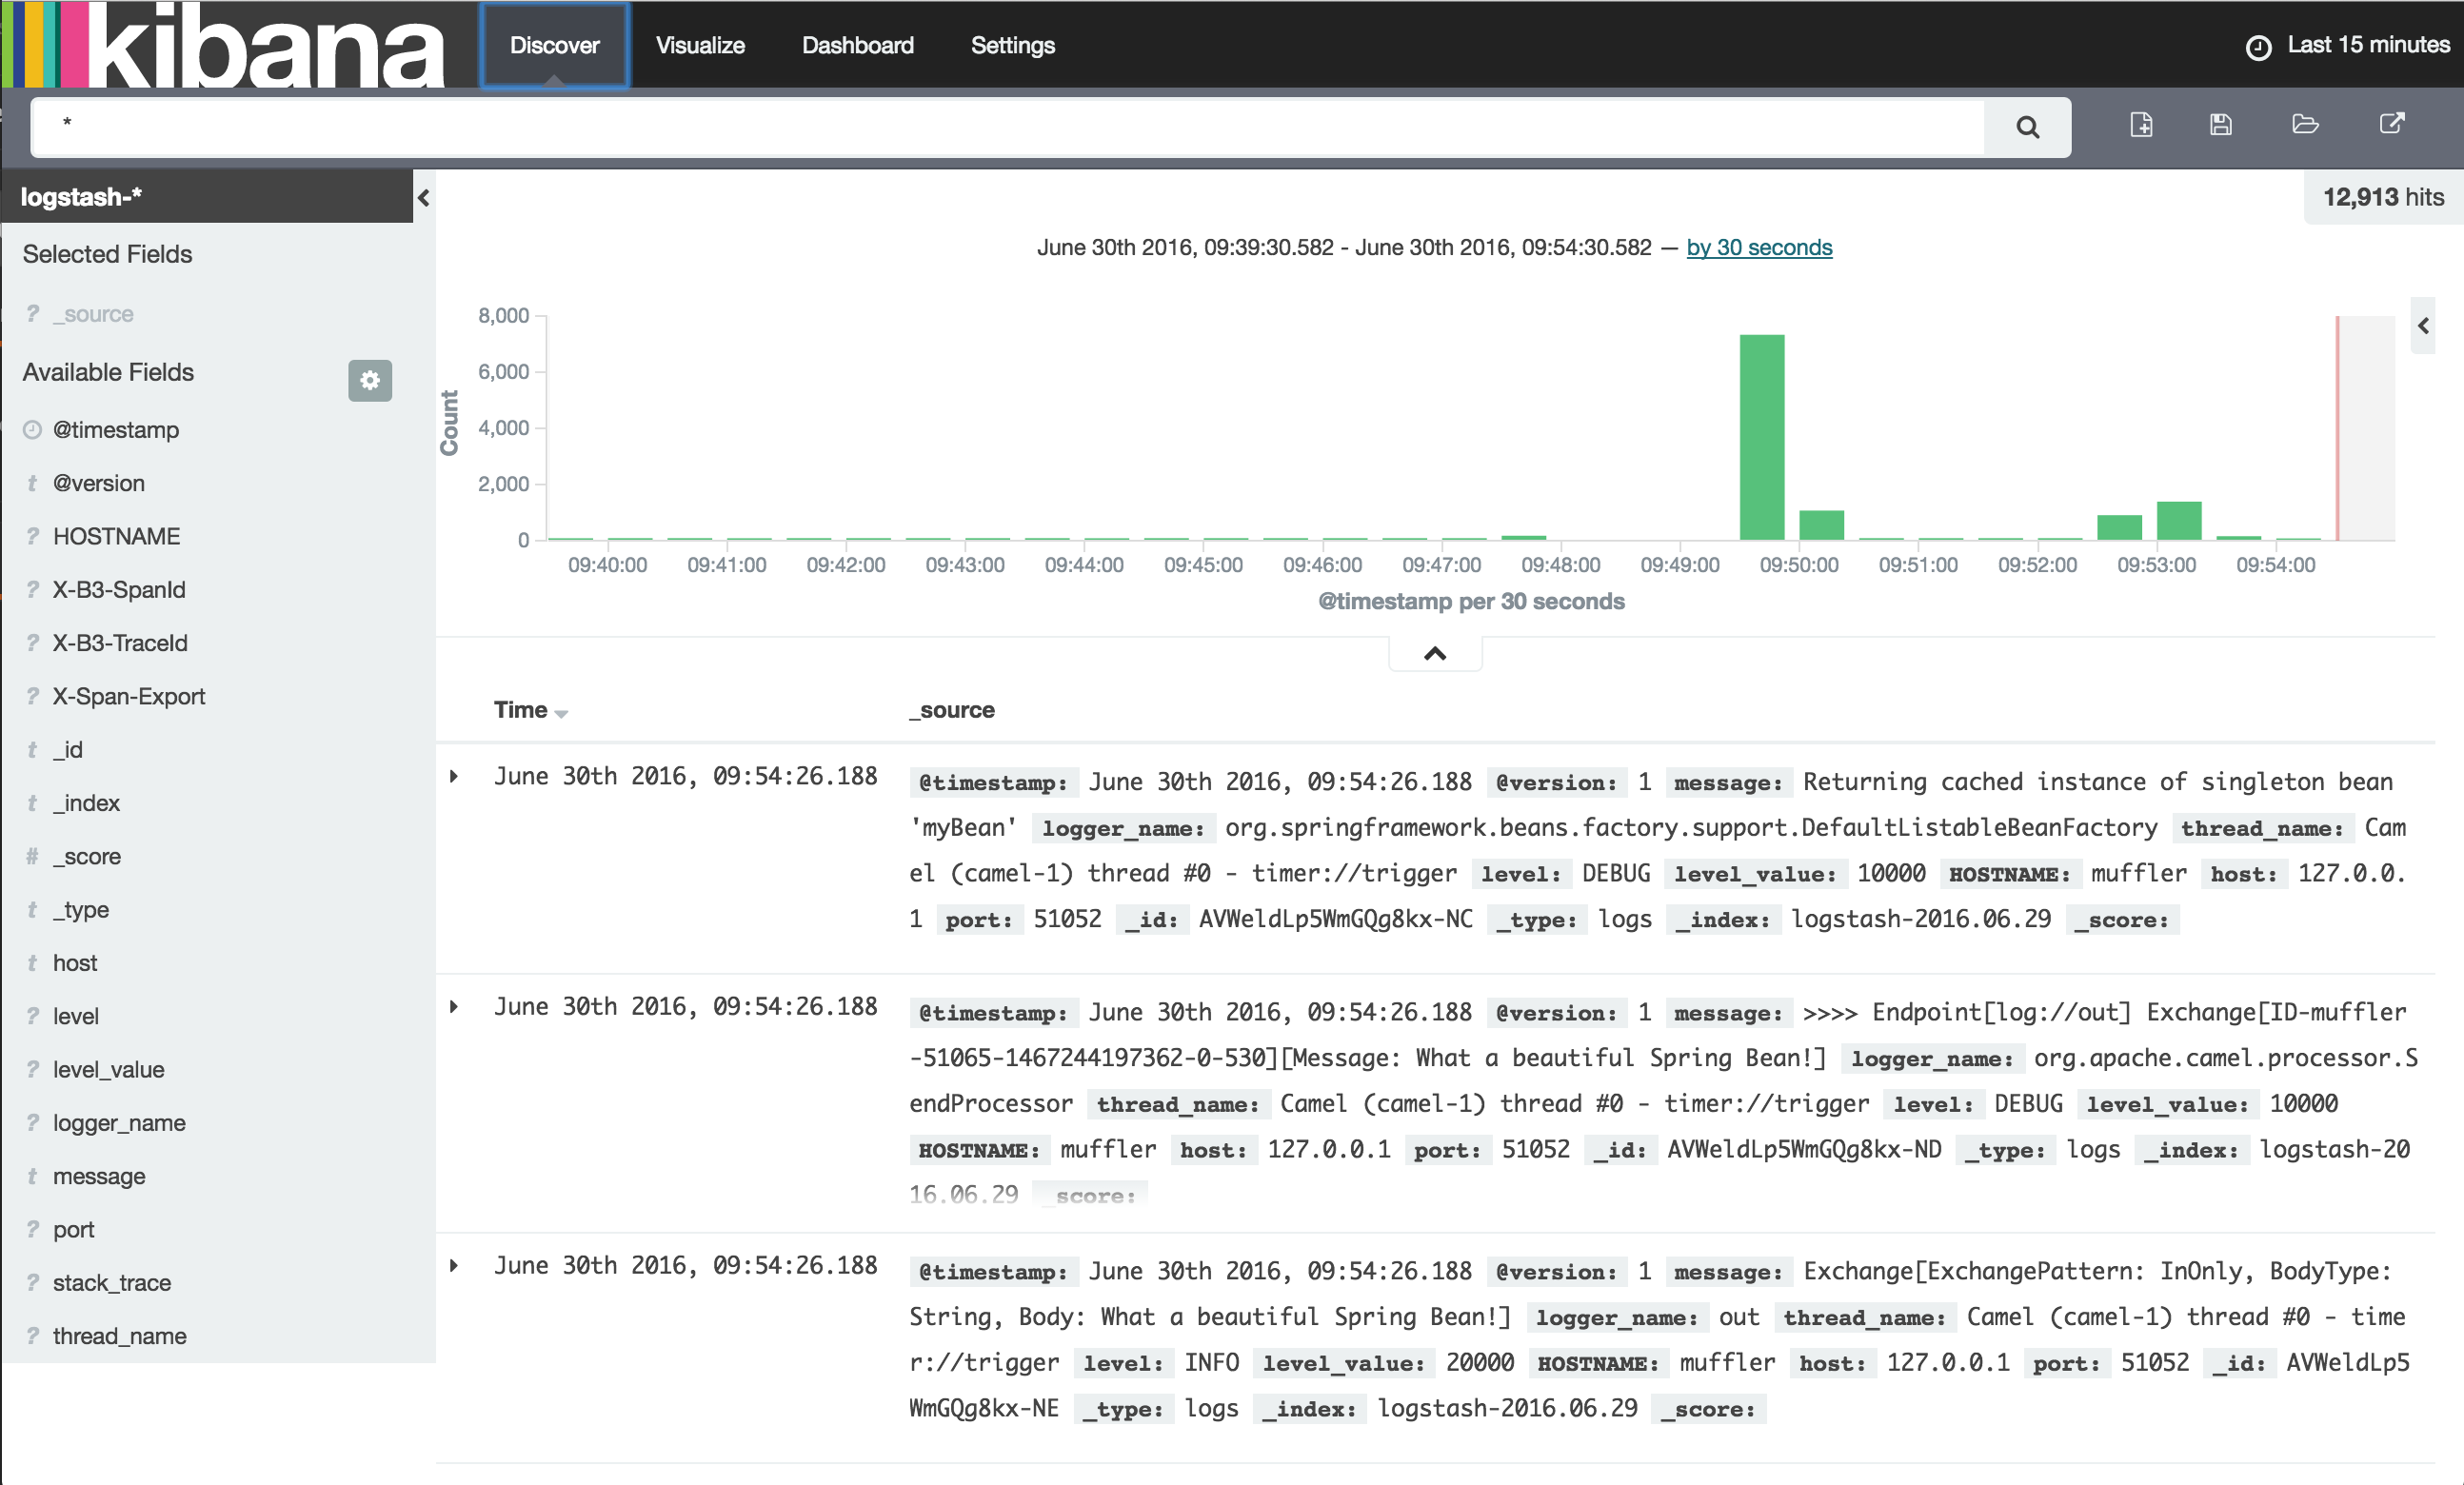 kibana Discover Visualize Dashboard Settings Last 15 minutes
*
logstash-*
12,913 hits
Selected Fields
? _source
Available Fields
@timestamp
t @version
? HOSTNAME
? X-B3-SpanId
? X-B3-TraceId
? X-Span-Export
t _id
t _index
# _score
t _type
t host
? level
? level_value
? logger_name
t message
? port
? stack_trace
? thread_name
June 30th 2016, 09:39:30.582 - June 30th 2016, 09:54:30.582 — by 30 seconds
Count
8,000
6,000
4,000
2,000
0
09:40:00 09:41:00 09:42:00 09:43:00 09:44:00 09:45:00 09:46:00 09:47:00 09:48:00 09:49:00 09:50:00 09:51:00 09:52:00 09:53:00 09:54:00
@timestamp per 30 seconds
Time _source
June 30th 2016, 09:54:26.188 @timestamp: June 30th 2016, 09:54:26.188 @version: 1 message: Returning cached instance of singleton bean
'myBean' logger_name: org.springframework.beans.factory.support.DefaultListableBeanFactory thread_name: Cam
el (camel-1) thread #0 - timer://trigger level: DEBUG level_value: 10000 HOSTNAME: muffler host: 127.0.0.
1 port: 51052 _id: AVWeldLp5WmGQg8kx-NC _type: logs _index: logstash-2016.06.29 _score:
June 30th 2016, 09:54:26.188 @timestamp: June 30th 2016, 09:54:26.188 @version: 1 message: >>>> Endpoint[log://out] Exchange[ID-muffler
-51065-1467244197362-0-530][Message: What a beautiful Spring Bean!] logger_name: org.apache.camel.processor.S
endProcessor thread_name: Camel (camel-1) thread #0 - timer://trigger level: DEBUG level_value: 10000
HOSTNAME: muffler host: 127.0.0.1 port: 51052 _id: AVWeldLp5WmGQg8kx-ND _type: logs _index: logstash-20
16.06.29 _score:
June 30th 2016, 09:54:26.188 @timestamp: June 30th 2016, 09:54:26.188 @version: 1 message: Exchange[ExchangePattern: InOnly, BodyType:
String, Body: What a beautiful Spring Bean!] logger_name: out thread_name: Camel (camel-1) thread #0 - time
r://trigger level: INFO level_value: 20000 HOSTNAME: muffler host: 127.0.0.1 port: 51052 _id: AVWeldLp5
WmGQg8kx-NE _type: logs _index: logstash-2016.06.29 _score: